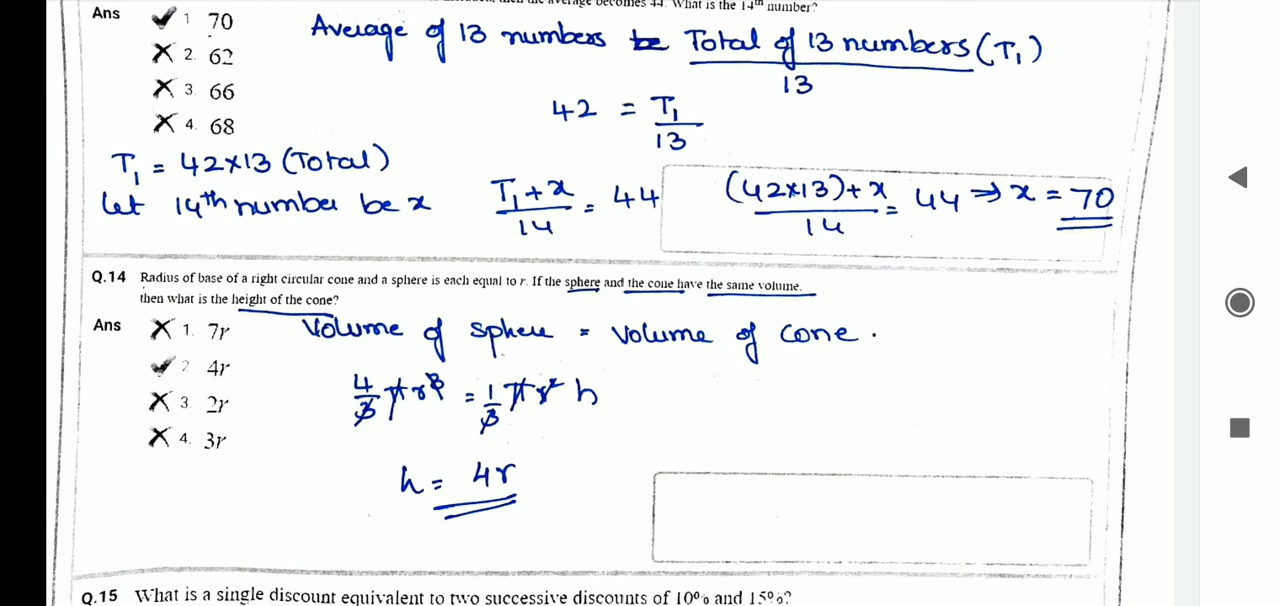 average becomes 44. What is the 14th number?
Ans 1. 70
2. 62
3. 66
4. 68
Average of 13 numbers Total of 13 numbers (T1)
13
42 = T1
13
T1 = 42x13 (Total)
Let 14th number be x
T1 + x = 44
14
(42x13) + x = 44 ⇒ x = 70
14
Q.14 Radius of base of a right circular cone and a sphere is each equal to r. If the sphere and the cone have the same volume.
then what is the height of the cone?
Ans 1. 7r
2. 4r
3. 2r
4. 3r
Volume of sphere = Volume of cone.
4/3 πr³ = 1/3 πr² h
h = 4r
Q.15 What is a single discount equivalent to two successive discounts of 10% and 15%?